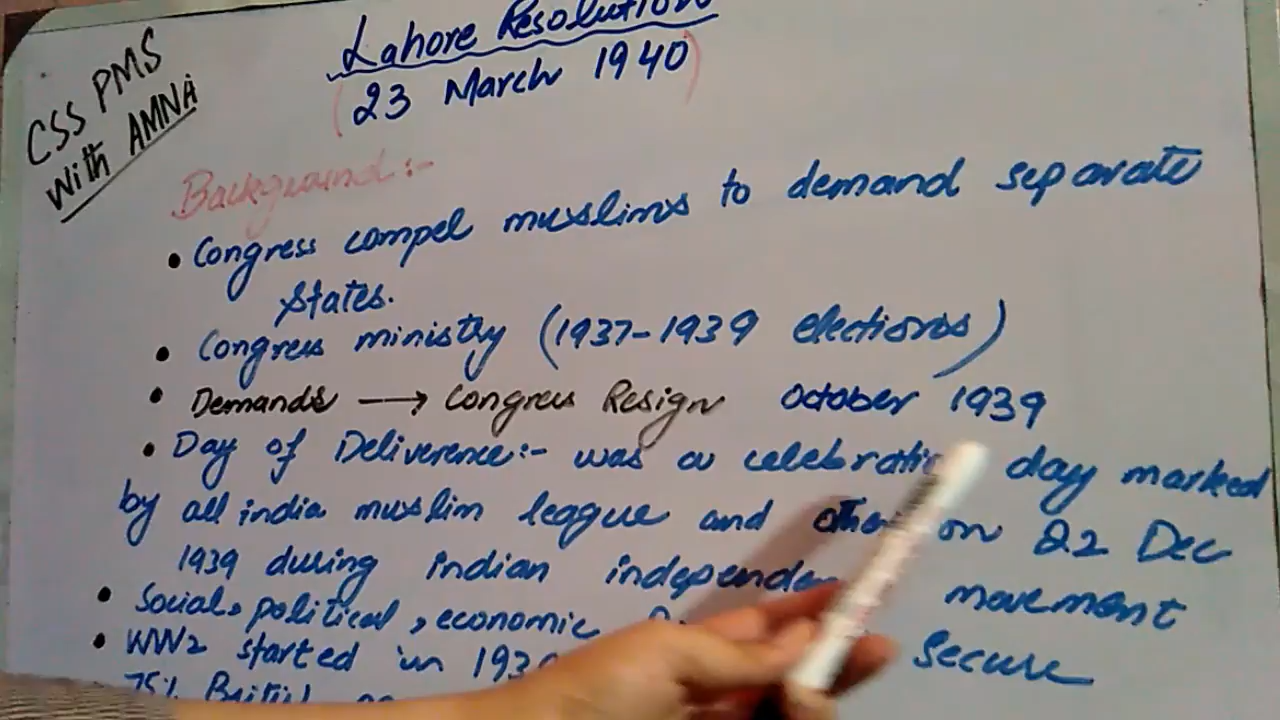 CSS PMS
with AMNA
Lahore Resolution
(23 March 1940)
Background:-
• Congress compel muslims to demand separate
states.
• Congress ministry (1937-1939 elections)
• Demands → Congress Resign October 1939
• Day of Deliverence:- was a celebration day marked
by all india muslim league and on 22 Dec
1939 during indian independence movement
• Social, political, economic secure
• WW2 started in 1939
75%